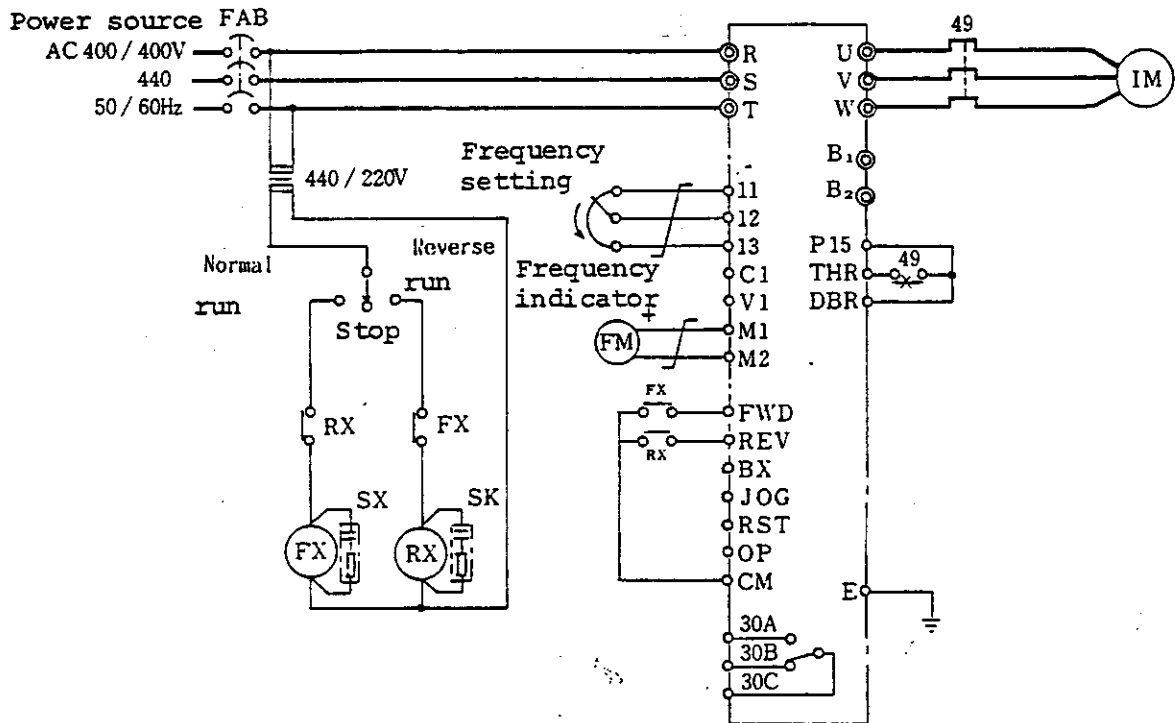 Power source FAB
AC 400 / 400V
440
50 / 60Hz
440 / 220V
Normal
run
Reverse
run
Stop
RX
FX
SX
SK
FX
RX
Frequency
setting
Frequency
indicator
+
FM
FX
RX
R
S
T
11
12
13
C1
V1
M1
M2
FWD
REV
BX
JOG
RST
OP
CM
30A
30B
30C
U
V
W
B1
B2
P15
THR
DBR
E
49
49
IM